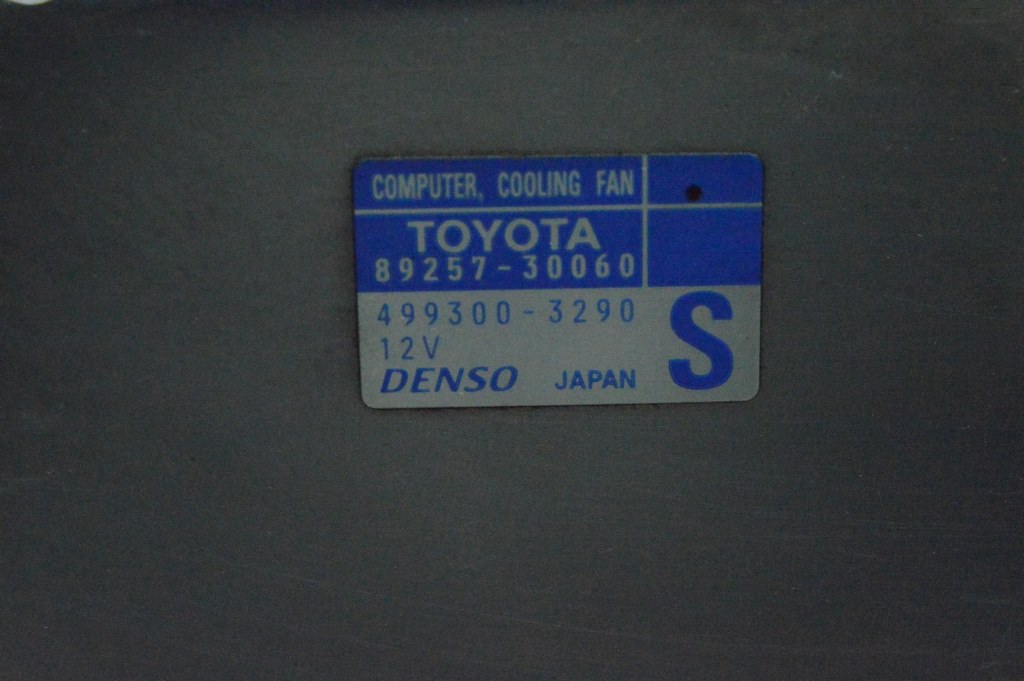 COMPUTER, COOLING FAN
TOYOTA
89257-30060
499300-3290
12V
DENSO JAPAN
S